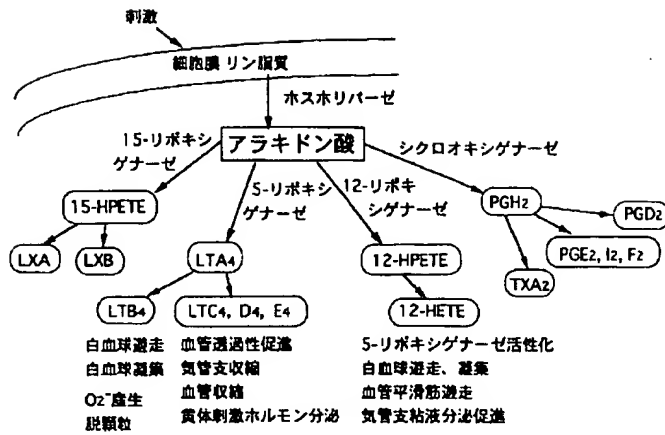 刺激
細胞膜 リン脂質
ホスホリパーゼ
アラキドン酸
15-リポキシ
ゲナーゼ
5-リポキシ
ゲナーゼ
12-リポキ
シゲナーゼ
シクロオキシゲナーゼ
15-HPETE
LXA
LXB
LTA4
LTB4
LTC4, D4, E4
12-HPETE
12-HETE
PGH2
PGD2
PGE2, I2, F2
TXA2
白血球遊走
白血球凝集
O2⁻産生
脱顆粒
血管透過性促進
気管支収縮
血管収縮
黄体刺激ホルモン分泌
5-リポキシゲナーゼ活性化
白血球遊走、凝集
血管平滑筋遊走
気管支粘液分泌促進